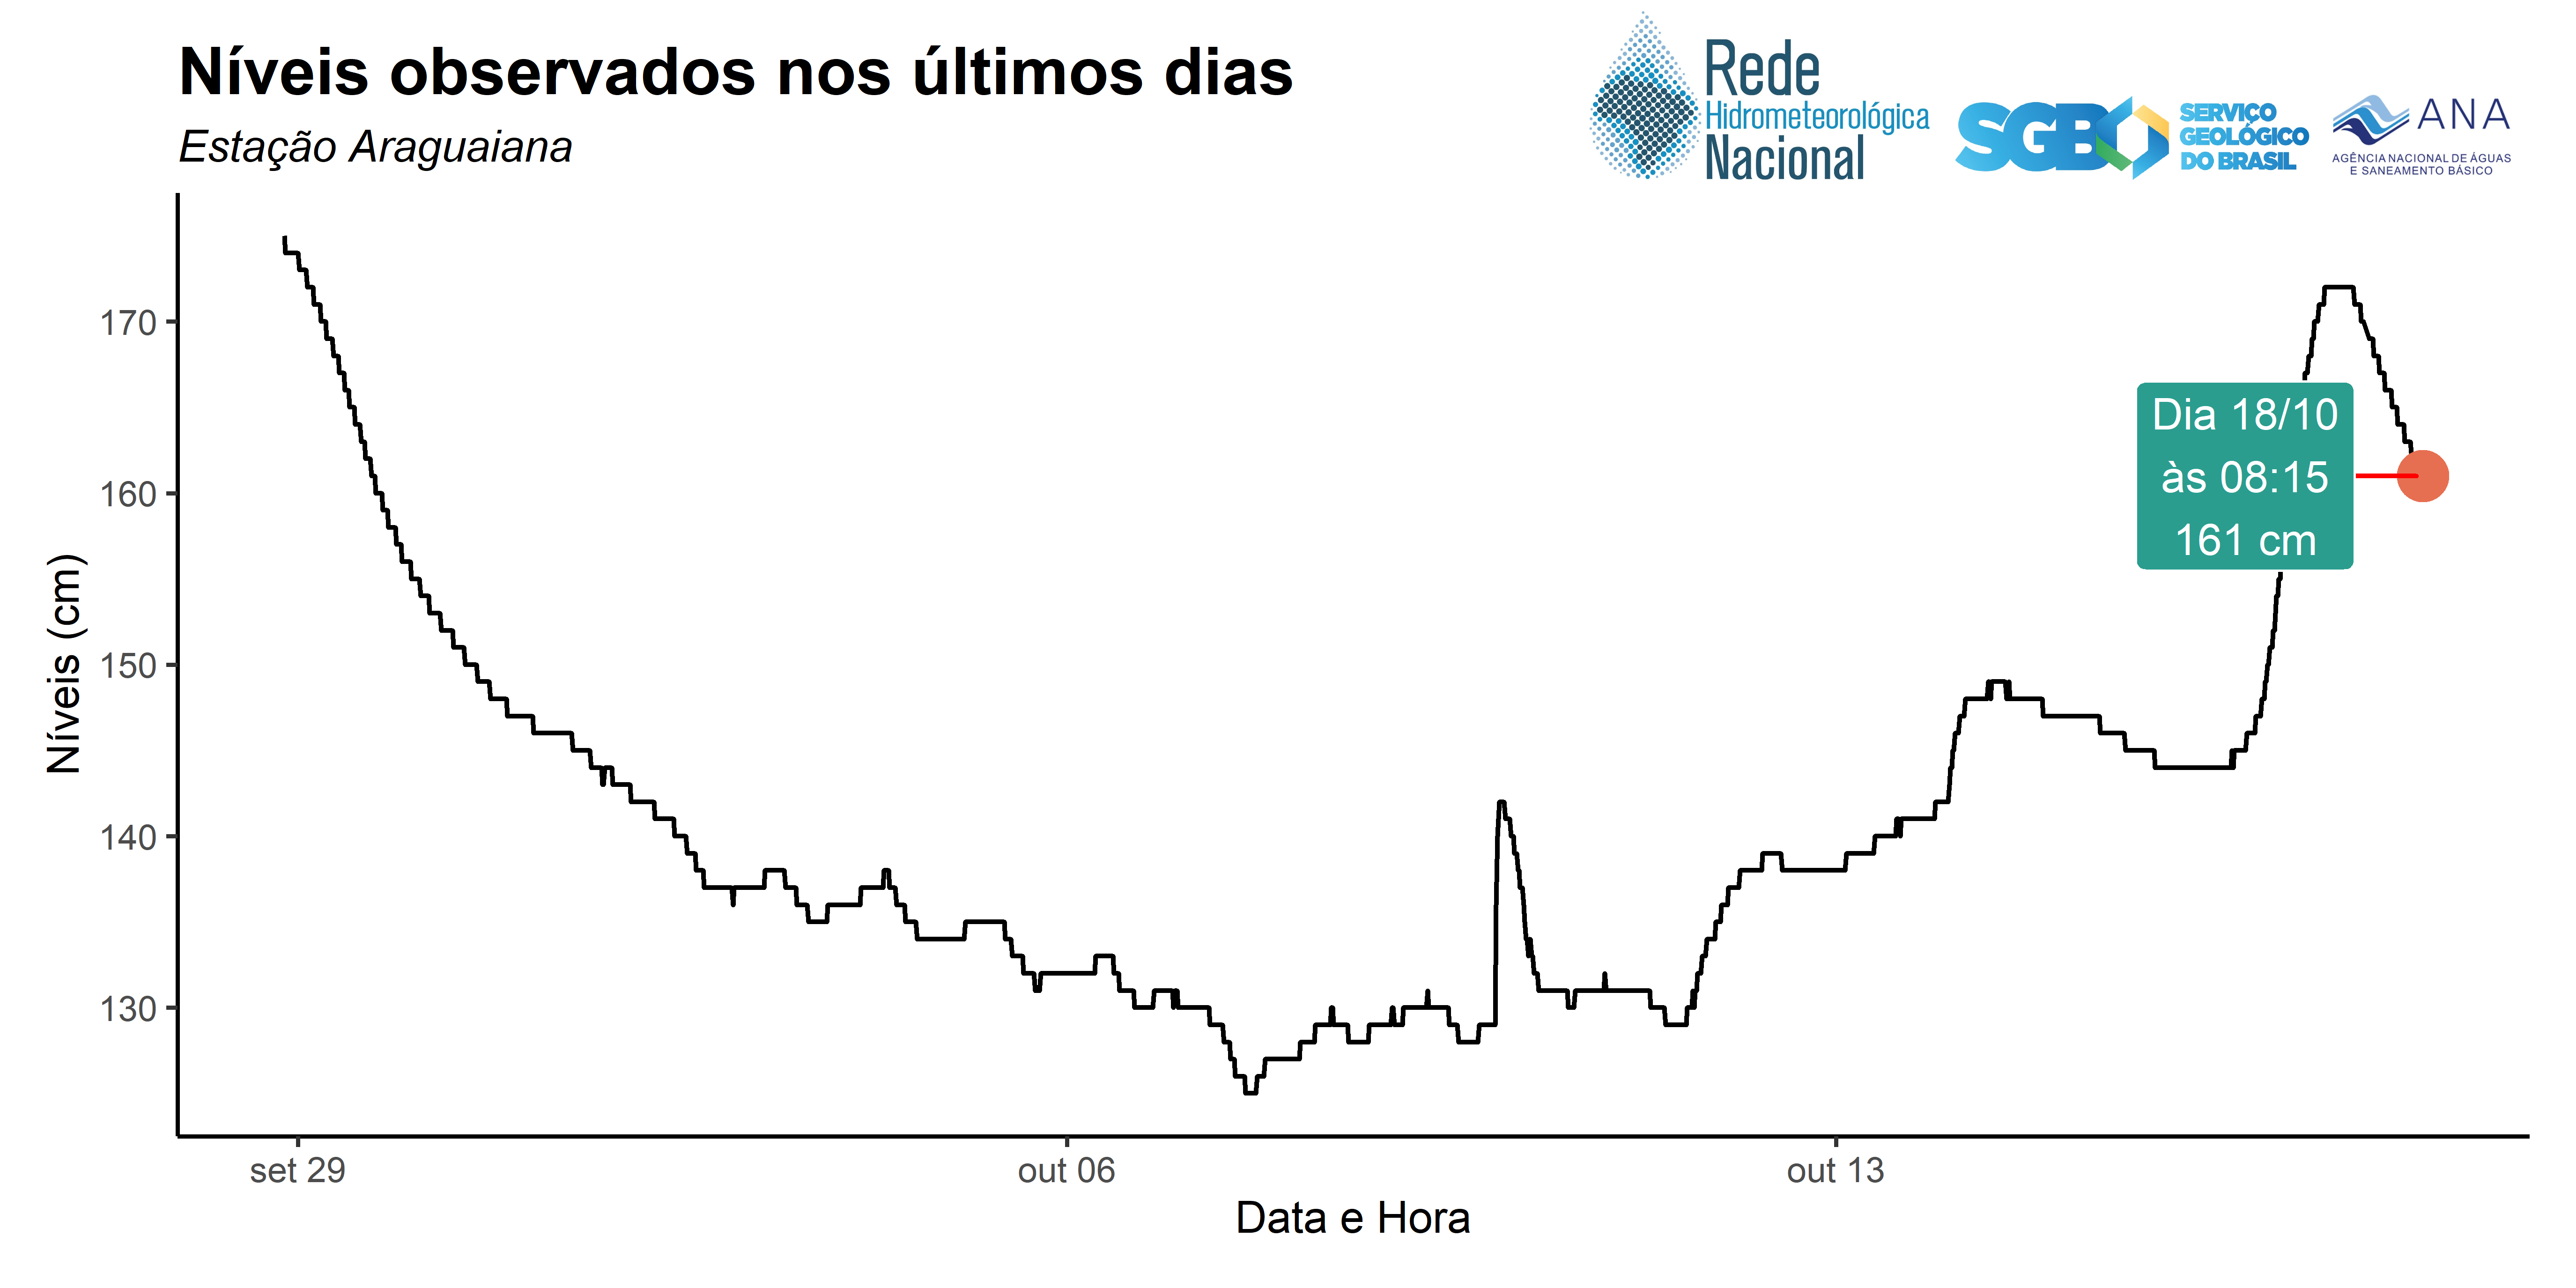 Níveis observados nos últimos dias
Estação Araguaiana
Rede
Hidrometeorológica
Nacional
SGB
SERVIÇO
GEOLÓGICO
DO BRASIL
ANA
AGÊNCIA NACIONAL DE ÁGUAS
E SANEAMENTO BÁSICO
Níveis (cm)
170
160
150
140
130
Dia 18/10
às 08:15
161 cm
set 29
out 06
out 13
Data e Hora